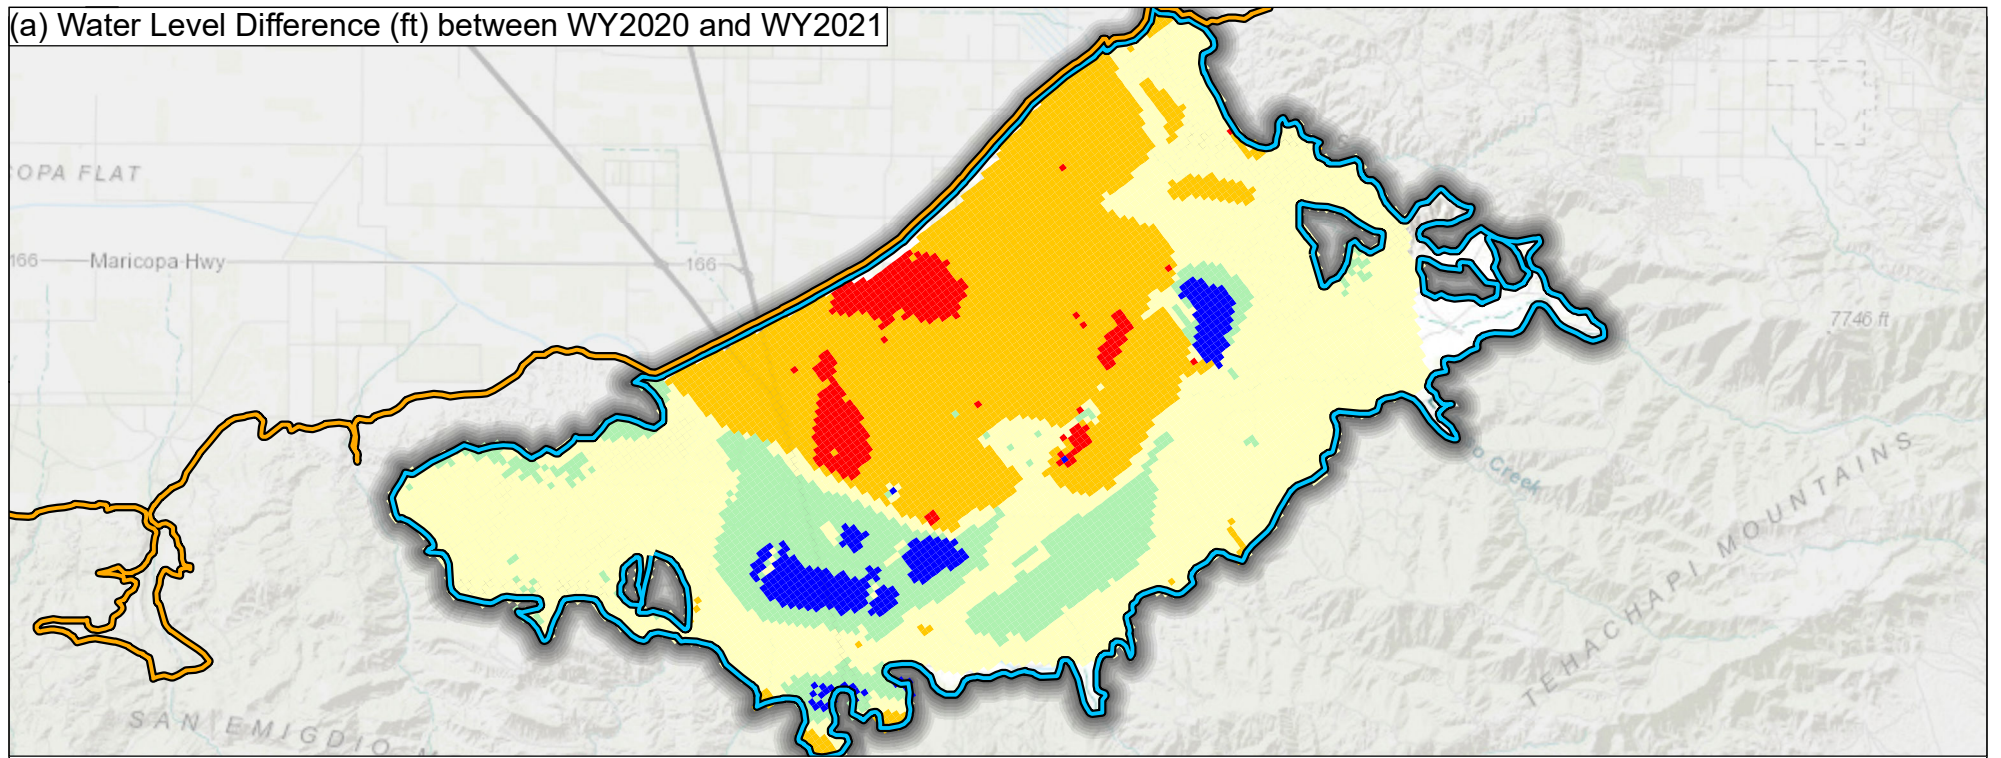 (a) Water Level Difference (ft) between WY2020 and WY2021
OPA FLAT
166
Maricopa Hwy
166
7746 ft
o Creek
TEHACHAPI MOUNTAINS
SAN EMIGDIO M